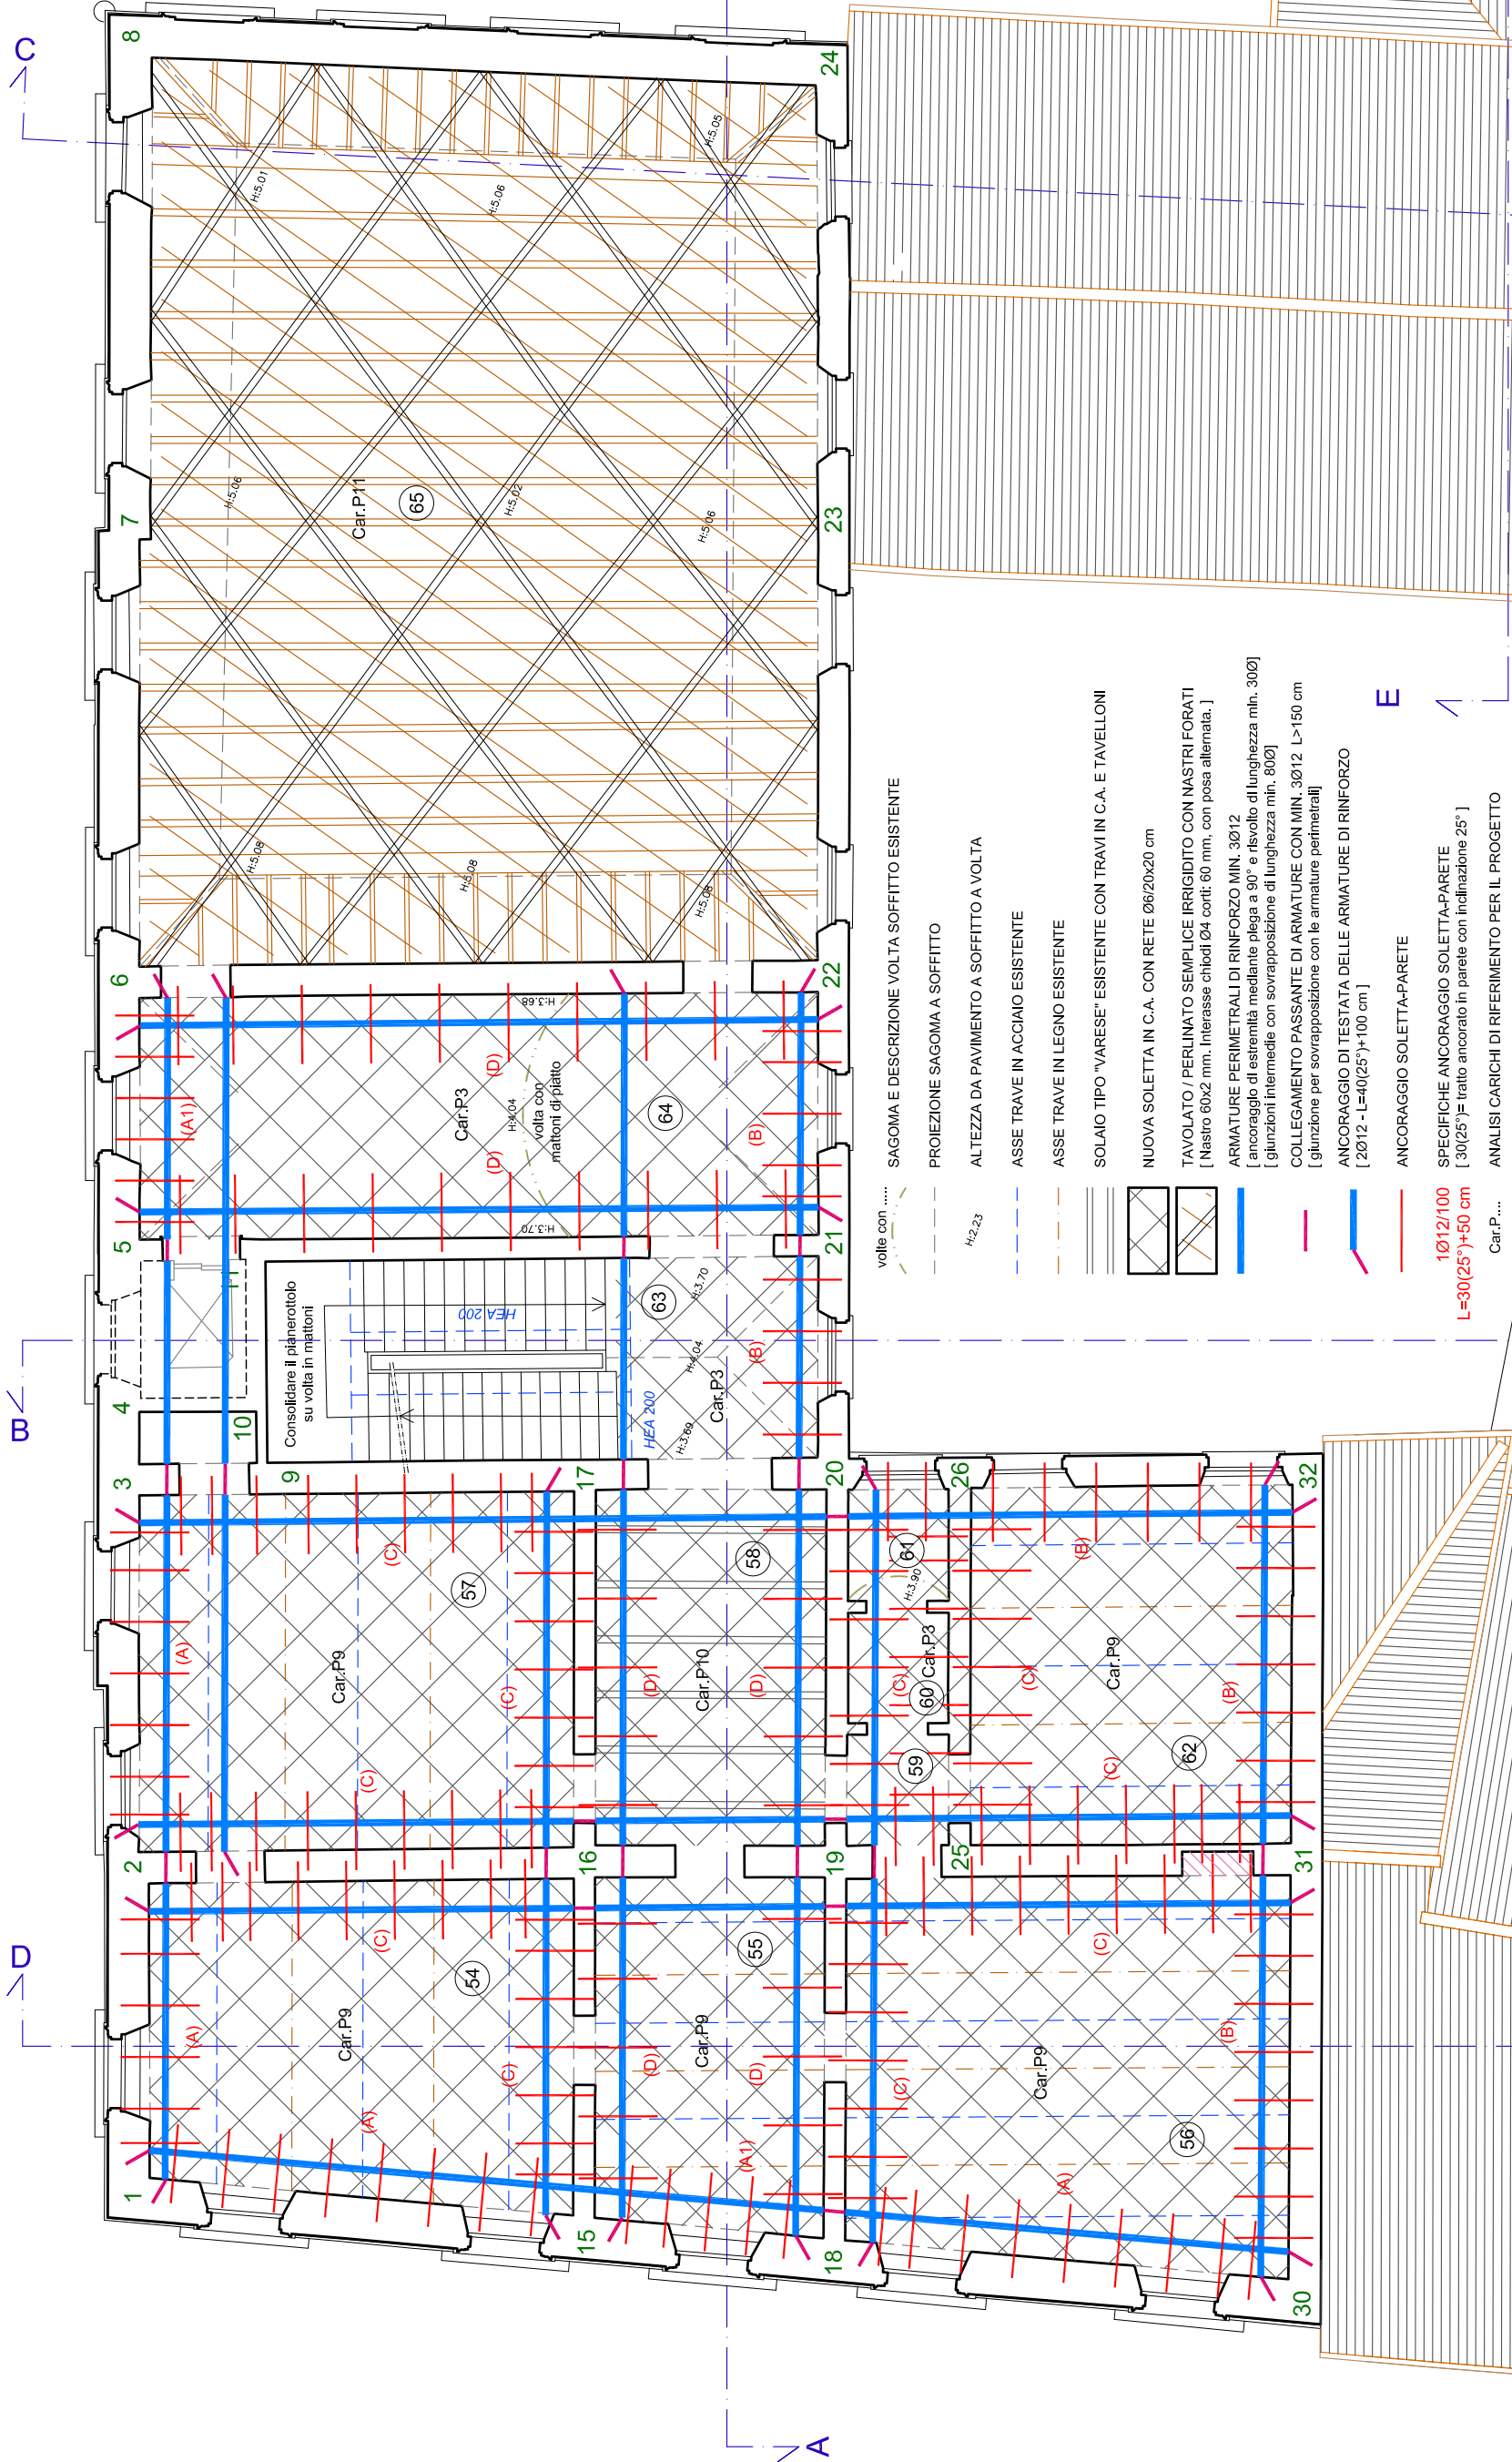 D
B
C
1
2
3
4
5
6
7
8
(A)
(A)
(A1)
10
11
9
Consolidare il pianerottolo
su volta in mattoni
H:5.06
H:5.08
H:5.01
Car.P9
(A)
(C)
Car.P9
(C)
(C)
Car.P11
65
54
57
HEA 200
Car.P3
H:5.08
H:5.06
(C)
(C)
(D)
(D)
H:4.04
H:5.02
H:3.70
H:3.68
volta con
mattoni di piatto
15
16
17
(D)
(D)
HEA 200
63
64
H:3.69
H:4.04
H:3.70
Car.P9
Car.P10
Car.P3
H:5.08
H:5.06
H:5.05
(A1)
(D)
55
(D)
58
(B)
(B)
A
18
19
20
21
22
23
24
(C)
(C)
61
H:3.90
59
60
Car.P3
25
26
Car.P9
(C)
Car.P9
(A)
(C)
(C)
(B)
56
62
(B)
(B)
30
31
32
volte con .....
SAGOMA E DESCRIZIONE VOLTA SOFFITTO ESISTENTE
PROIEZIONE SAGOMA A SOFFITTO
H:2.23
ALTEZZA DA PAVIMENTO A SOFFITTO A VOLTA
ASSE TRAVE IN ACCIAIO ESISTENTE
ASSE TRAVE IN LEGNO ESISTENTE
SOLAIO TIPO "VARESE" ESISTENTE CON TRAVI IN C.A. E TAVELLONI
NUOVA SOLETTA IN C.A. CON RETE Ø6/20x20 cm
TAVOLATO / PERLINATO SEMPLICE IRRIGIDITO CON NASTRI FORATI
[ Nastro 60x2 mm. Interasse chiodi Ø4 corti: 60 mm, con posa alternata. ]
ARMATURE PERIMETRALI DI RINFORZO MIN. 3Ø12
[ ancoraggio di estremità mediante piega a 90° e risvolto di lunghezza min. 30Ø]
[ giunzioni intermedie con sovrapposizione di lunghezza min. 80Ø]
COLLEGAMENTO PASSANTE DI ARMATURE CON MIN. 3Ø12 L>150 cm
[ giunzione per sovrapposizione con le armature perimetrali]
ANCORAGGIO DI TESTATA DELLE ARMATURE DI RINFORZO
[ 2012 - L=40(25°)+100 cm ]
E
ANCORAGGIO SOLETTA-PARETE
1Ø12/100
L=30(25°)+50 cm
SPECIFICHE ANCORAGGIO SOLETTA-PARETE
[ 30(25°)= tratto ancorato in parete con inclinazione 25° ]
Car.P....
ANALISI CARICHI DI RIFERIMENTO PER IL PROGETTO